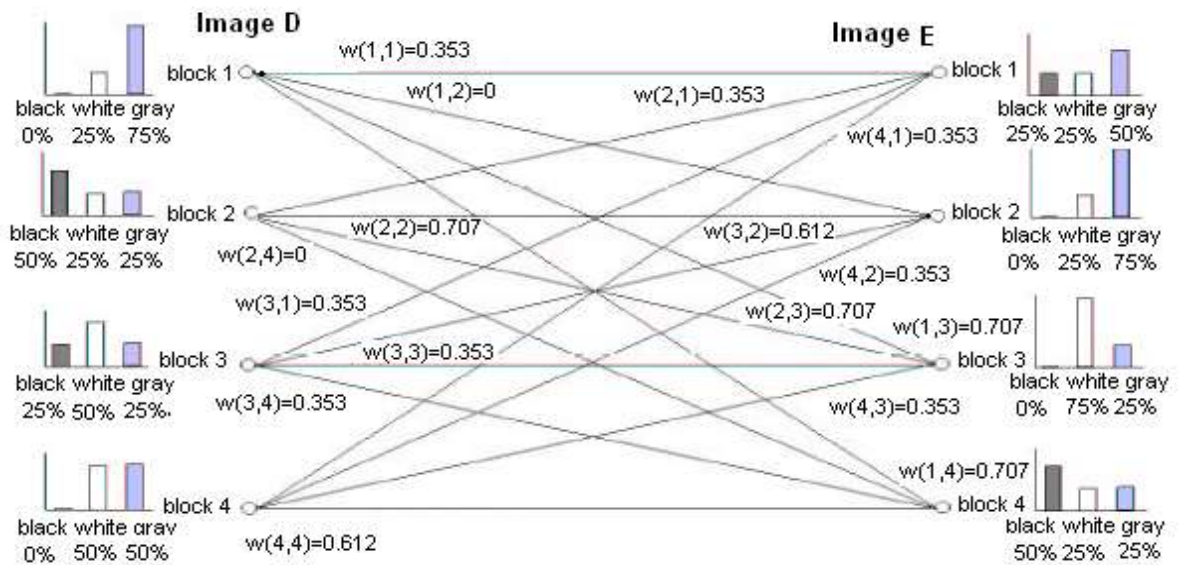 Image D
Image E
w(1,1)=0.353
block 1
block 1
w(1,2)=0
w(2,1)=0.353
black white gray
0% 25% 75%
black white gray
25% 25% 50%
w(4,1)=0.353
block 2
block 2
w(2,2)=0.707
w(3,2)=0.612
black white gray
50% 25% 25%
black white gray
0% 25% 75%
w(2,4)=0
w(4,2)=0.353
w(3,1)=0.353
w(2,3)=0.707
w(1,3)=0.707
w(3,3)=0.353
block 3
block 3
black white gray
25% 50% 25%
black white gray
0% 75% 25%
w(3,4)=0.353
w(4,3)=0.353
w(1,4)=0.707
block 4
block 4
black white gray
0% 50% 50%
black white gray
50% 25% 25%
w(4,4)=0.612